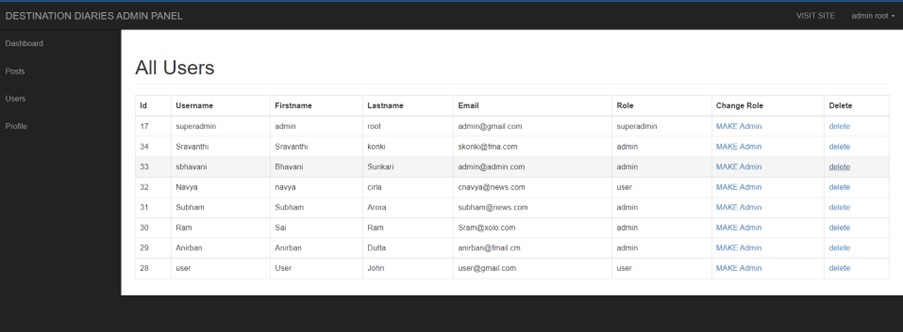 DESTINATION DIARIES ADMIN PANEL VISIT SITE admin root
Dashboard
Posts
Users
Profile
All Users
Id Username Firstname Lastname Email Role Change Role Delete
17 superadmin admin root admin@gmail.com superadmin MAKE Admin delete
34 Sravanthi Sravanthi konki skonki@fma.com admin MAKE Admin delete
33 sbhavani Bhavani Sunkari admin@admin.com admin MAKE Admin delete
32 Navya navya cirla cnavya@news.com user MAKE Admin delete
31 Subham Subham Arora subham@news.com admin MAKE Admin delete
30 Ram Sai Ram Sram@xolo.com admin MAKE Admin delete
29 Anirban Anirban Dutta anirban@fmail.cm admin MAKE Admin delete
28 user User John user@gmail.com user MAKE Admin delete